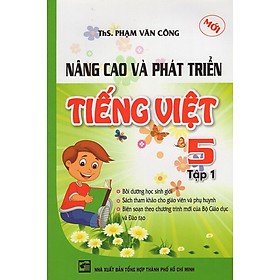 MỚI
ThS. PHẠM VĂN CÔNG
NÂNG CAO VÀ PHÁT TRIỂN
TIẾNG VIỆT
5
Tập 1
Bồi dưỡng học sinh giỏi
Sách tham khảo cho giáo viên và phụ huynh
Biên soạn theo chương trình mới của Bộ Giáo dục
và Đào tạo
NHÀ XUẤT BẢN TỔNG HỢP THÀNH PHỐ HỒ CHÍ MINH